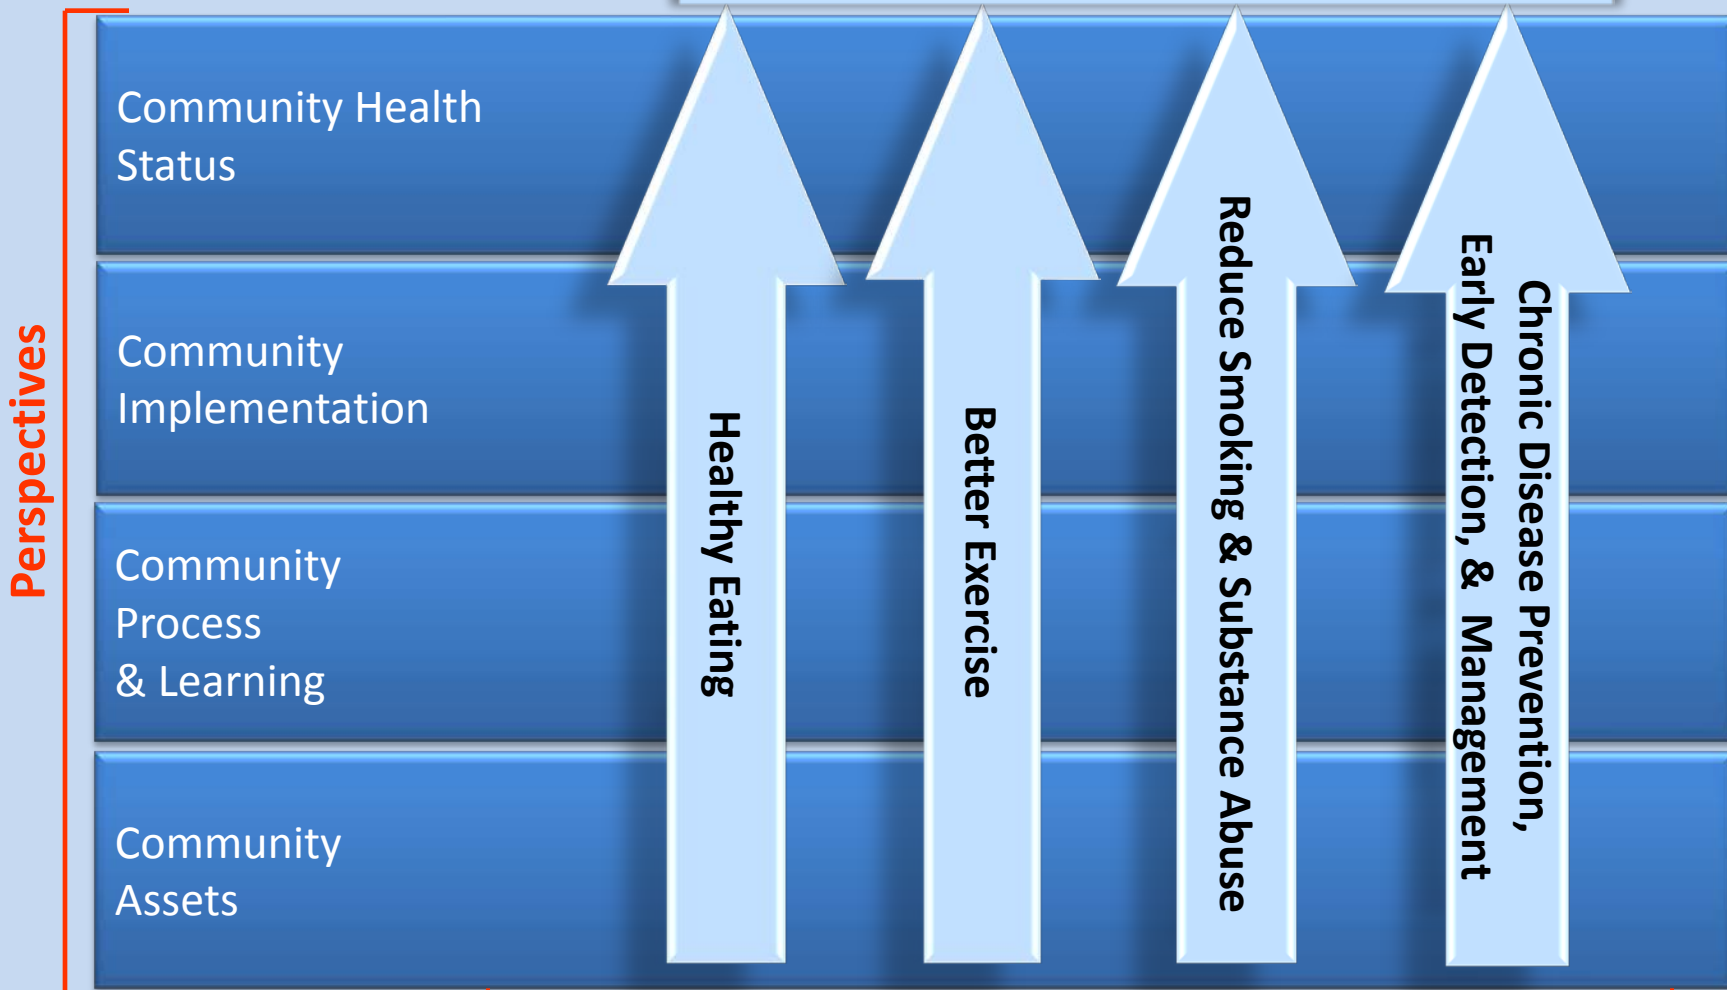 Perspectives
Community Health
Status
Community
Implementation
Community
Process
& Learning
Community
Assets
Healthy Eating
Better Exercise
Reduce Smoking & Substance Abuse
Chronic Disease Prevention,
Early Detection, & Management